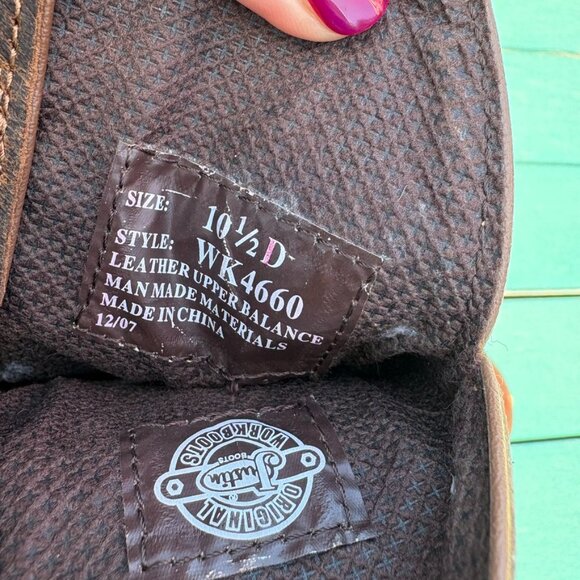 SIZE: 10 ½ D
STYLE: WK4660
LEATHER UPPER BALANCE
MAN MADE MATERIALS
MADE IN CHINA
12/07
WORKBOOTS
Justin
BOOTS
®
ORIGINAL